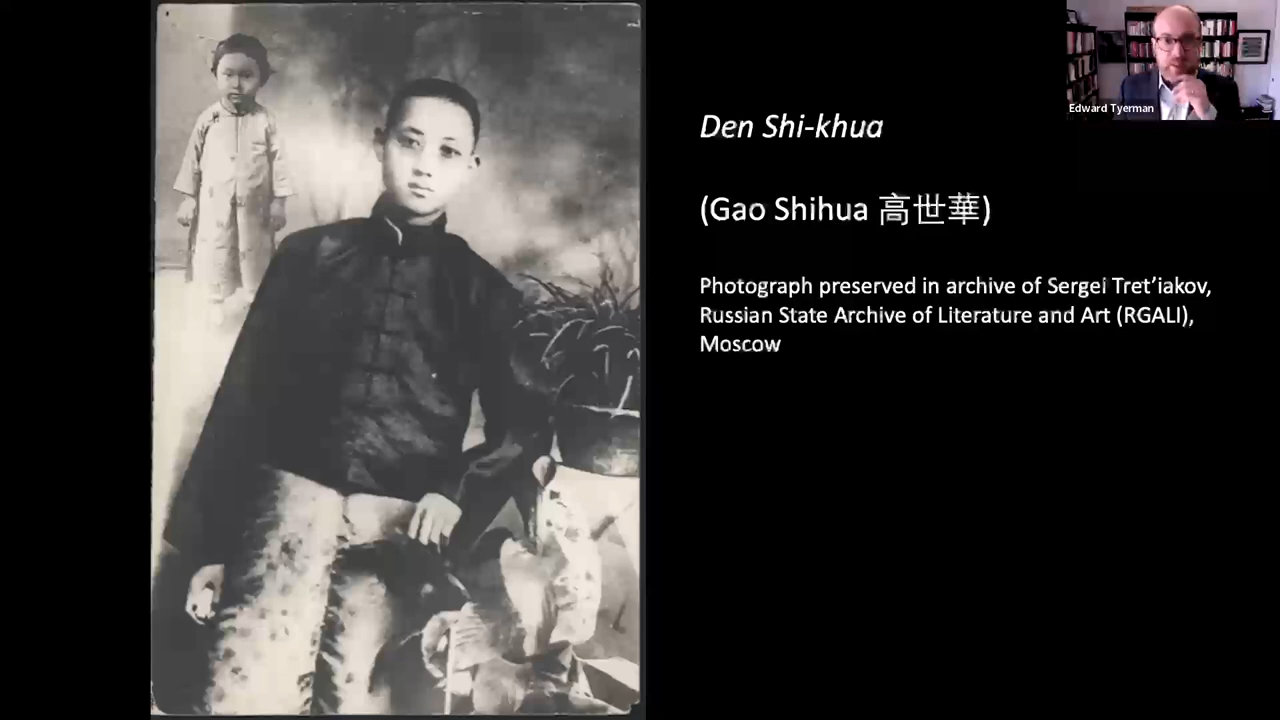 Edward Tyerman
Den Shi-khua
(Gao Shihua 高世華)
Photograph preserved in archive of Sergei Tret’iakov,
Russian State Archive of Literature and Art (RGALI),
Moscow